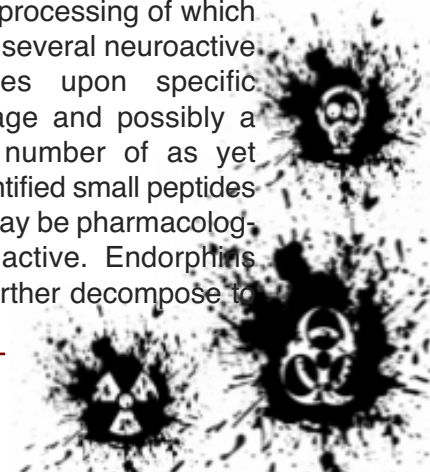 processing of which
several neuroactive
es upon specific
age and possibly a
number of as yet
ntified small peptides
ay be pharmacolog-
active. Endorphins
rther decompose to